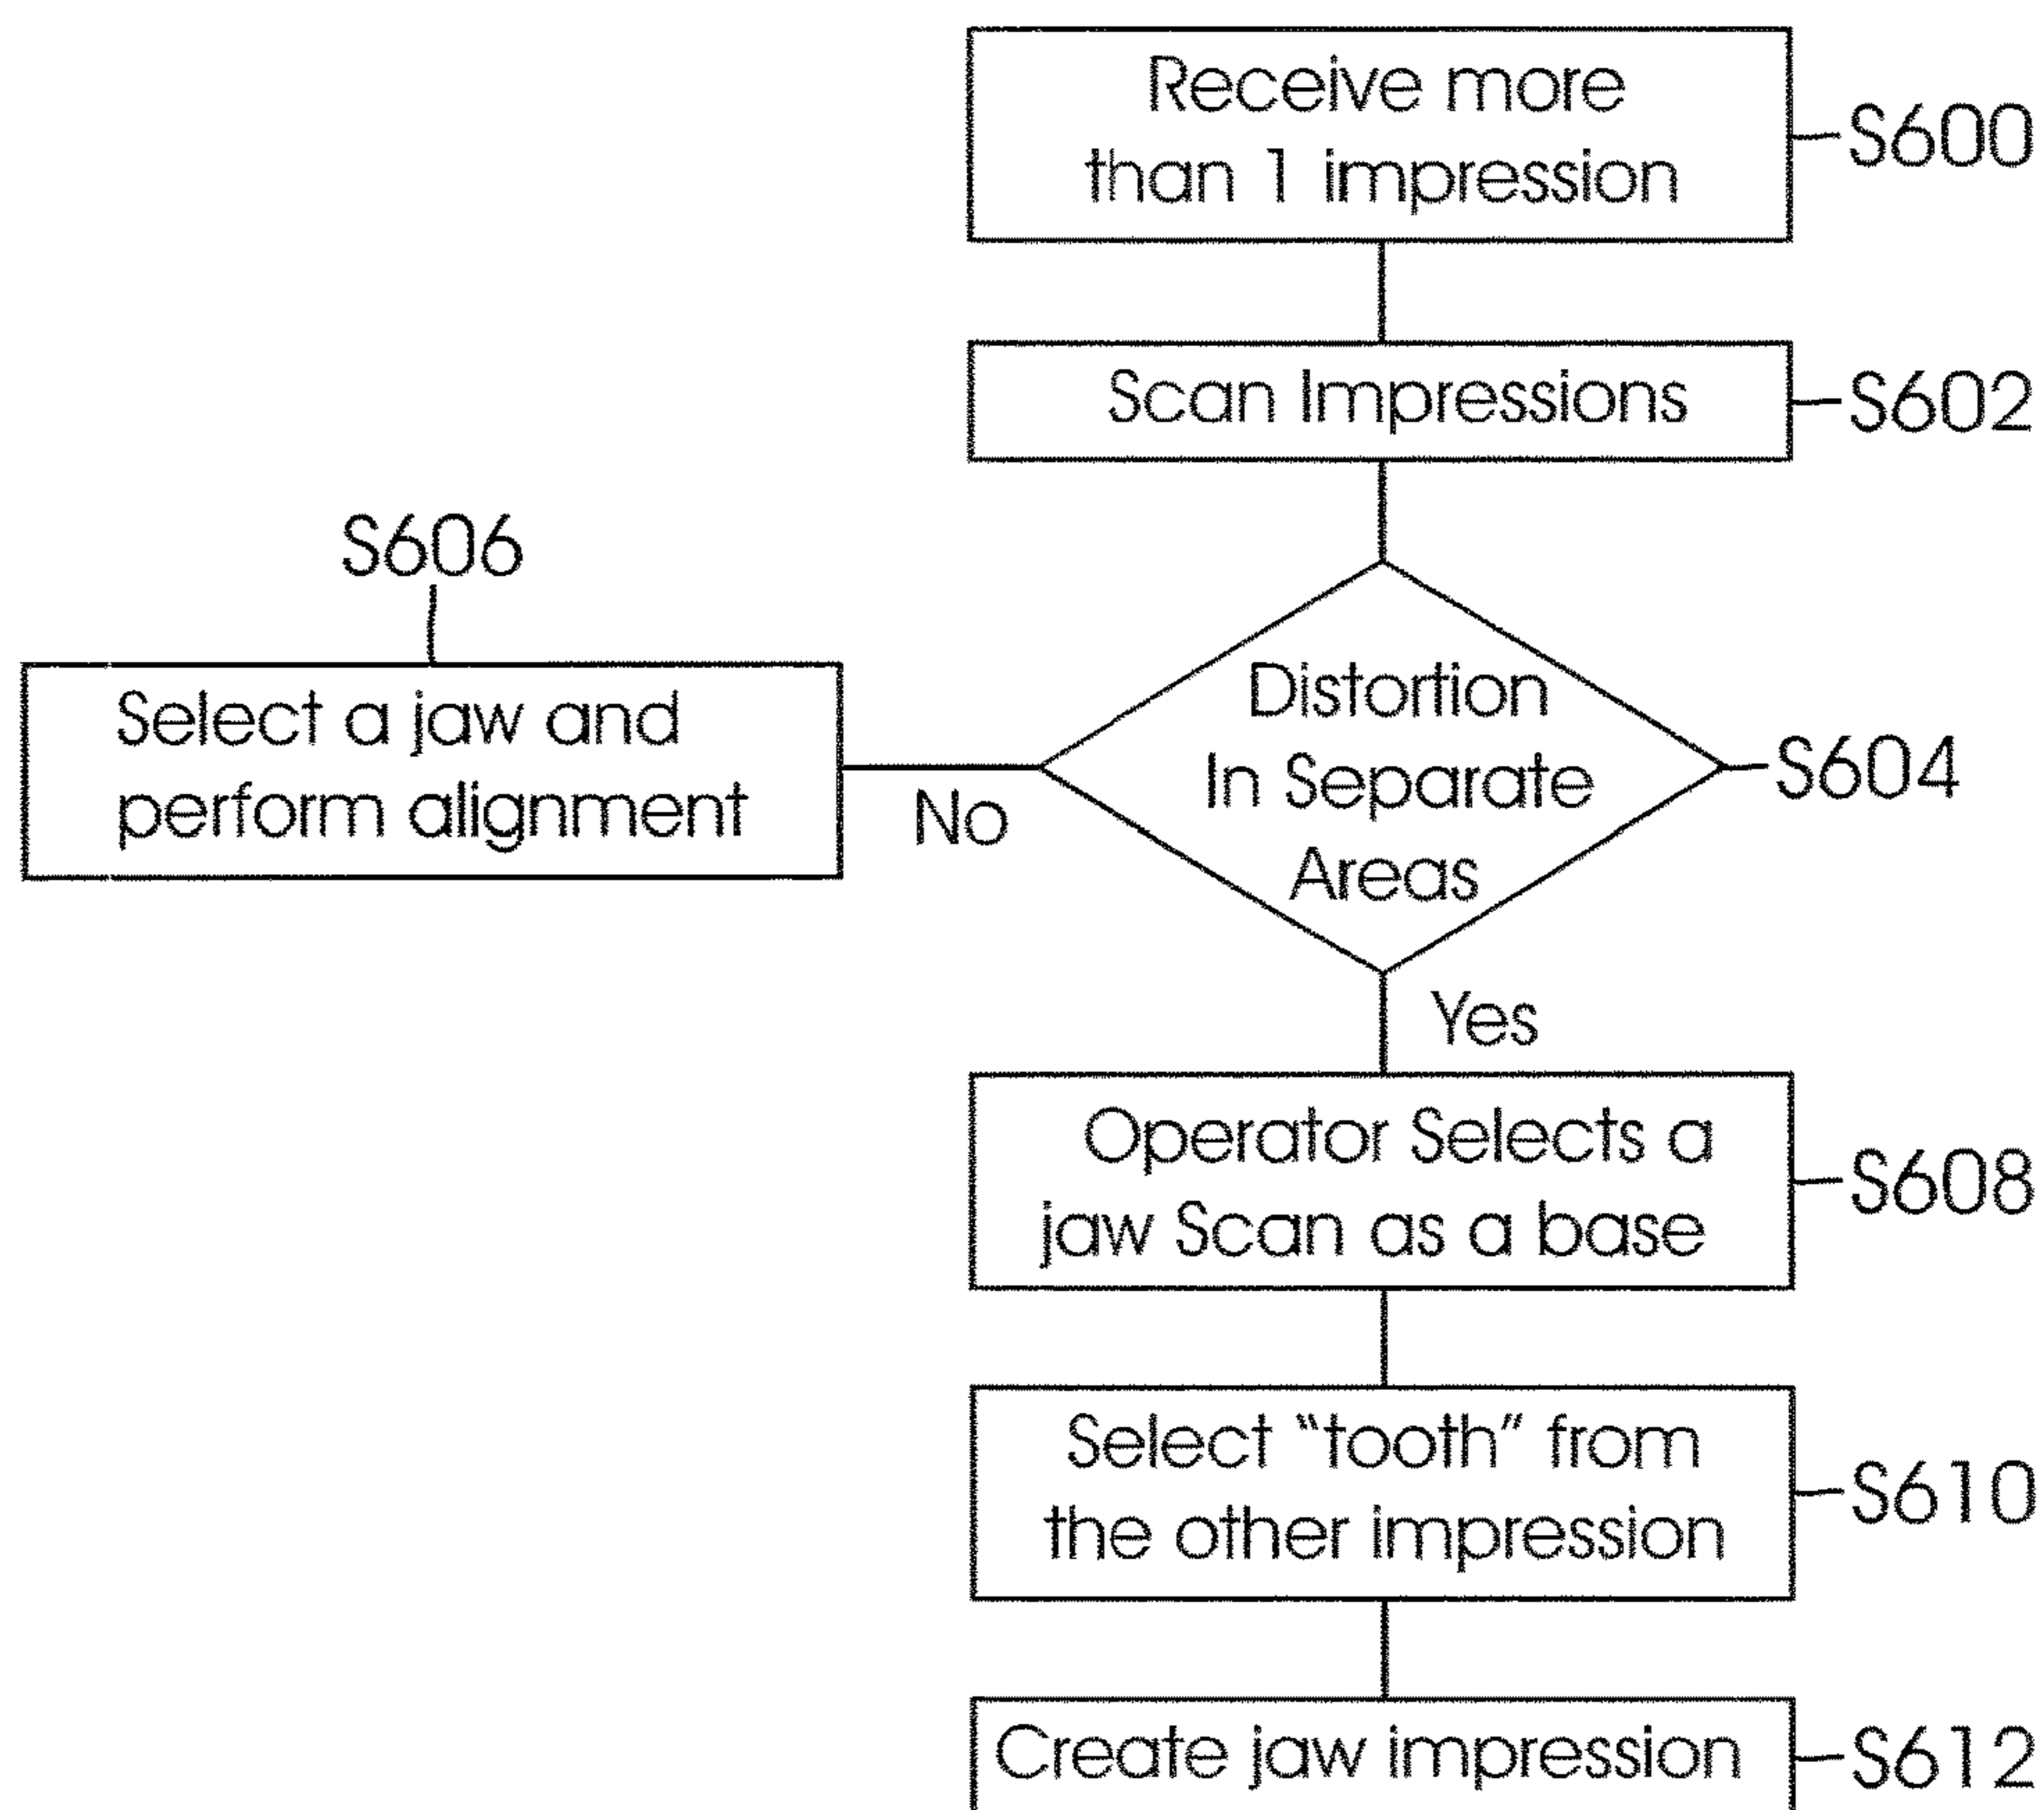 Receive more
than 1 impression
S600
Scan Impressions
S602
S606
Select a jaw and
perform alignment
No
Distortion
In Separate
Areas
S604
Yes
Operator Selects a
jaw Scan as a base
S608
Select “tooth” from
the other impression
S610
Create jaw impression
S612